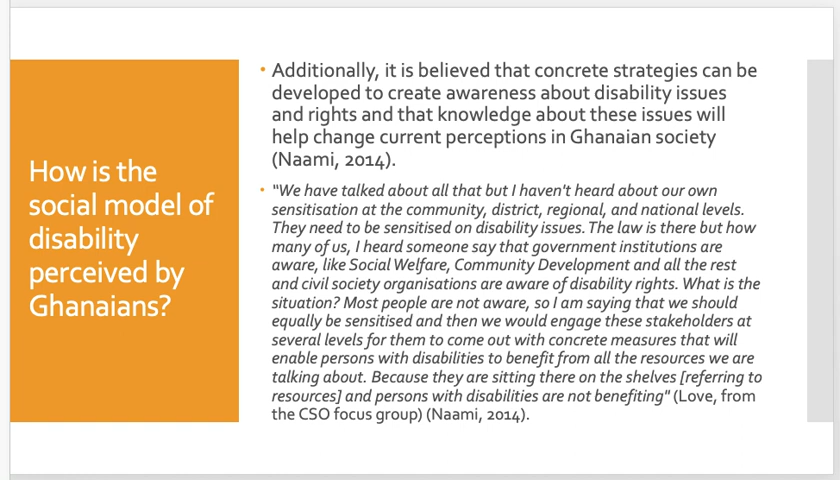 How is the
social model of
disability
perceived by
Ghanaians?
• Additionally, it is believed that concrete strategies can be
developed to create awareness about disability issues
and rights and that knowledge about these issues will
help change current perceptions in Ghanaian society
(Naami, 2014).
• "We have talked about all that but I haven't heard about our own
sensitisation at the community, district, regional, and national levels.
They need to be sensitised on disability issues. The law is there but how
many of us, I heard someone say that government institutions are
aware, like Social Welfare, Community Development and all the rest
and civil society organisations are aware of disability rights. What is the
situation? Most people are not aware, so I am saying that we should
equally be sensitised and then we would engage these stakeholders at
several levels for them to come out with concrete measures that will
enable persons with disabilities to benefit from all the resources we are
talking about. Because they are sitting there on the shelves [referring to
resources] and persons with disabilities are not benefiting" (Love, from
the CSO focus group) (Naami, 2014).